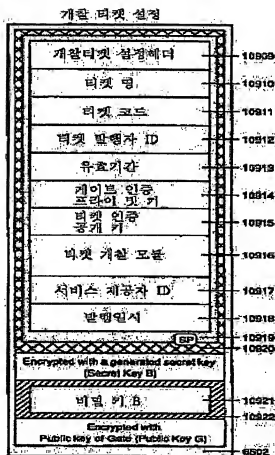 개찰 티켓 설정
개찰티켓 설정헤더
10909
티켓 명
10910
티켓 코드
10911
티켓 발행자 ID
10912
유효기간
10913
게이트 인증
프라이빗 키
10914
티켓 인증
공개 키
10915
티켓 개찰 모듈
10916
서비스 제공자 ID
10917
발행일시
10918
SP
10919
10920
Encrypted with a generated secret key
(Secret Key B)
비밀 키 B
10921
10922
Encrypted with
Public key of Gate (Public Key G)
6502